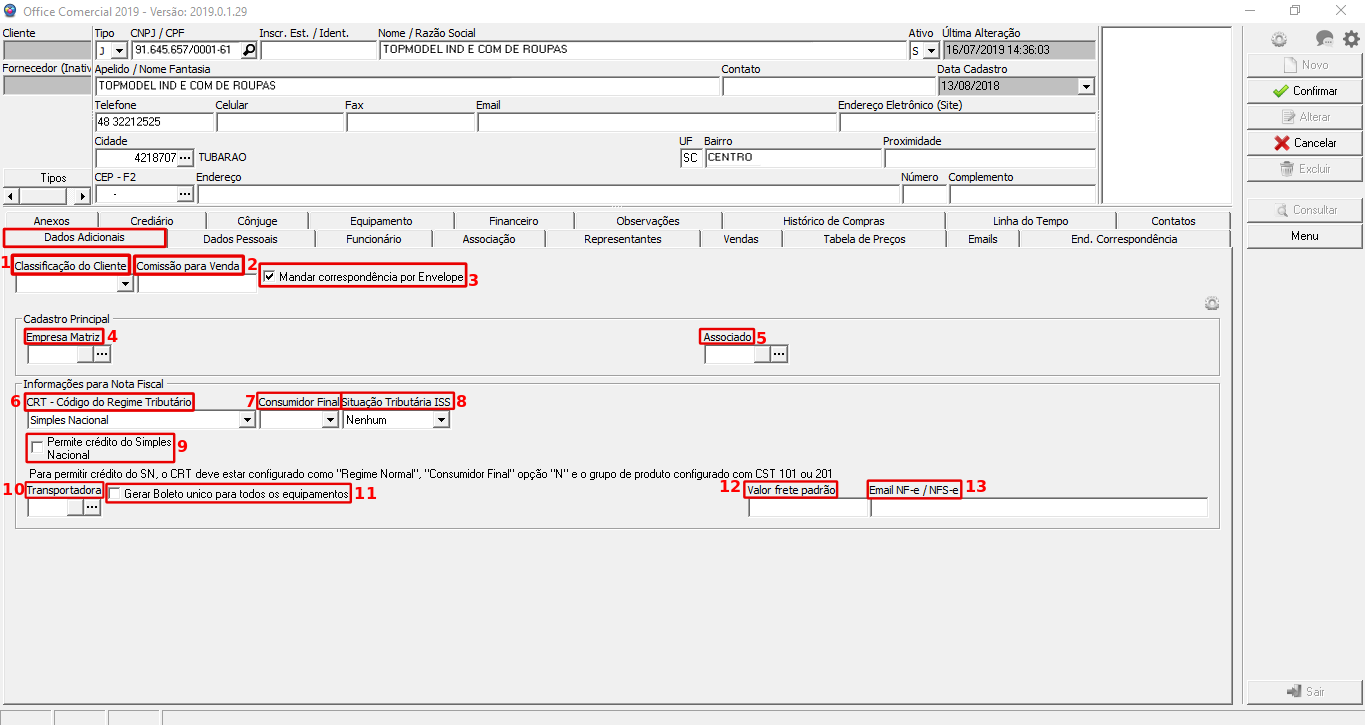 Office Comercial 2019 - Versão: 2019.0.1.29
Cliente Tipo CNPJ / CPF Inscr. Est. / Ident. Nome / Razão Social Ativo Última Alteração
J 91.645.657/0001-61 TOPMODEL IND E COM DE ROUPAS S 16/07/2019 14:36:03
Fornecedor (Inativ Apelido / Nome Fantasia Contato Data Cadastro
TOPMODEL IND E COM DE ROUPAS 13/08/2018
Telefone Celular Fax Email Endereço Eletrônico (Site)
48 32212525
Cidade UF Bairro Proximidade
4218707 ... TUBARAO SC CENTRO
Tipos CEP - F2 Endereço Número Complemento
- ...
Anexos Crediário Cônjuge Equipamento Financeiro Observações Histórico de Compras Linha do Tempo Contatos
Dados Adicionais Dados Pessoais Funcionário Associação Representantes Vendas Tabela de Preços Emails End. Correspondência
1 Classificação do Cliente Comissão para Venda 2 Mandar correspondência por Envelope 3
Cadastro Principal
Empresa Matriz 4 Associado 5
... ...
Informações para Nota Fiscal
6 CRT - Código do Regime Tributário 7 Consumidor Final Situação Tributária ISS 8
Simples Nacional Nenhum
Permite crédito do Simples
Nacional 9
Para permitir crédito do SN, o CRT deve estar configurado como "Regime Normal", "Consumidor Final" opção "N" e o grupo de produto configurado com CST 101 ou 201
10 Transportadora Gerar Boleto unico para todos os equipamentos 11 12 Valor frete padrão Email NF-e / NFS-e 13
...
Novo
Confirmar
Alterar
Cancelar
Excluir
Consultar
Menu
Sair